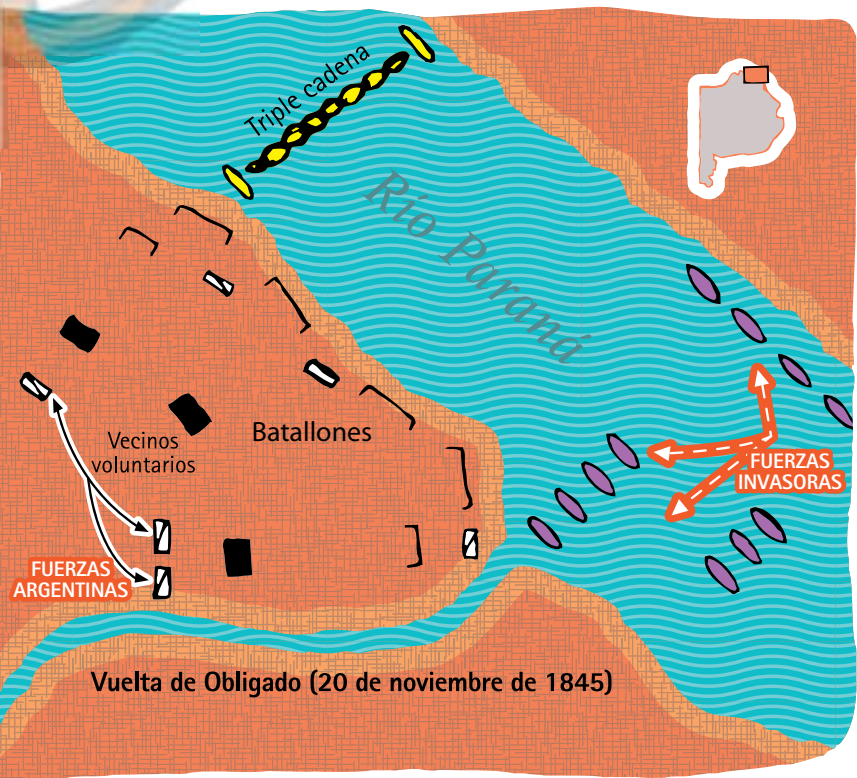 Triple cadena
Río Paraná
Batallones
Vecinos
voluntarios
FUERZAS
INVASORAS
FUERZAS
ARGENTINAS
Vuelta de Obligado (20 de noviembre de 1845)